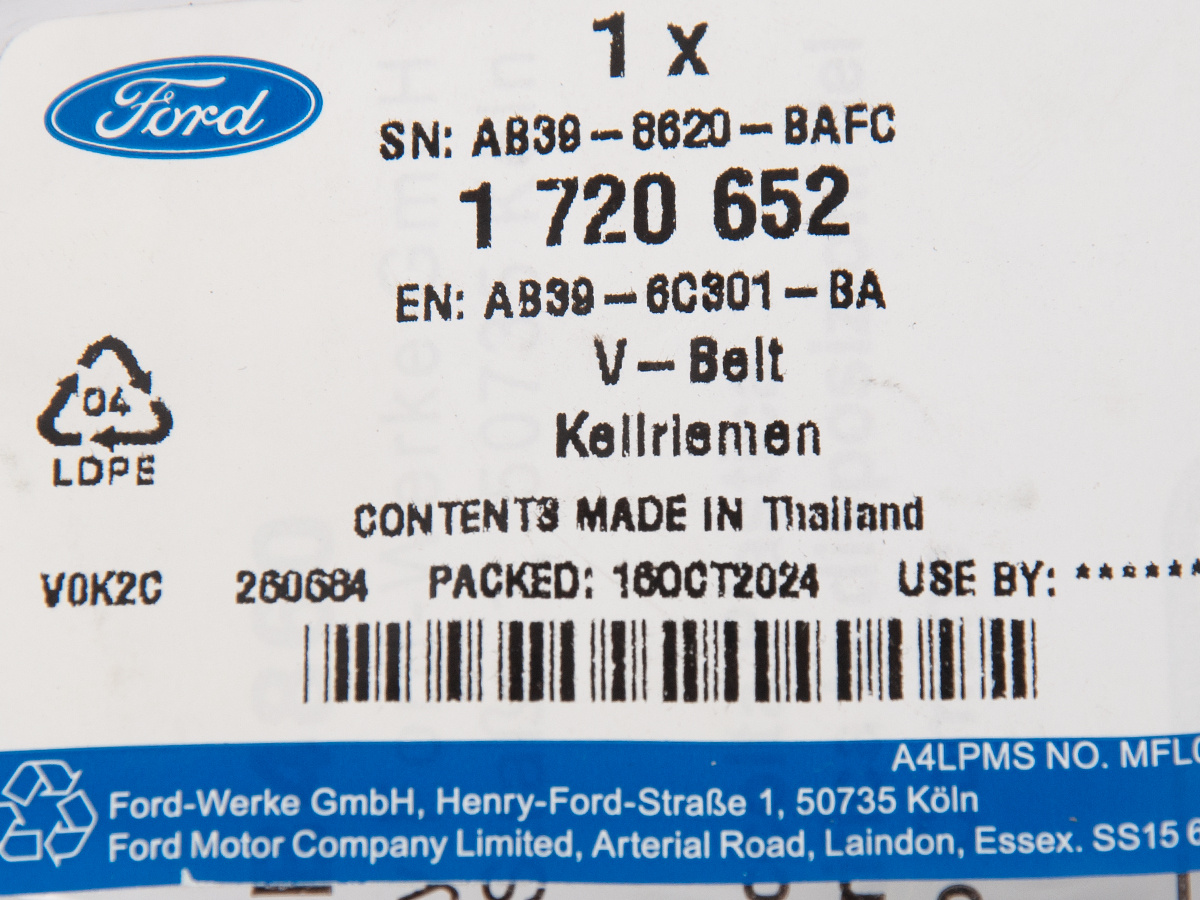 1 x
Ford
SN: AB39-8620-BAFC
1 720 652
EN: AB39-6C301-BA
V-Belt
Keilriemen
04
LDPE
CONTENTS MADE IN Thailand
V0K2C 260684 PACKED: 16OCT2024 USE BY: ******
A4LPMS NO. MFL0
Ford-Werke GmbH, Henry-Ford-Straße 1, 50735 Köln
Ford Motor Company Limited, Arterial Road, Laindon, Essex. SS15 6